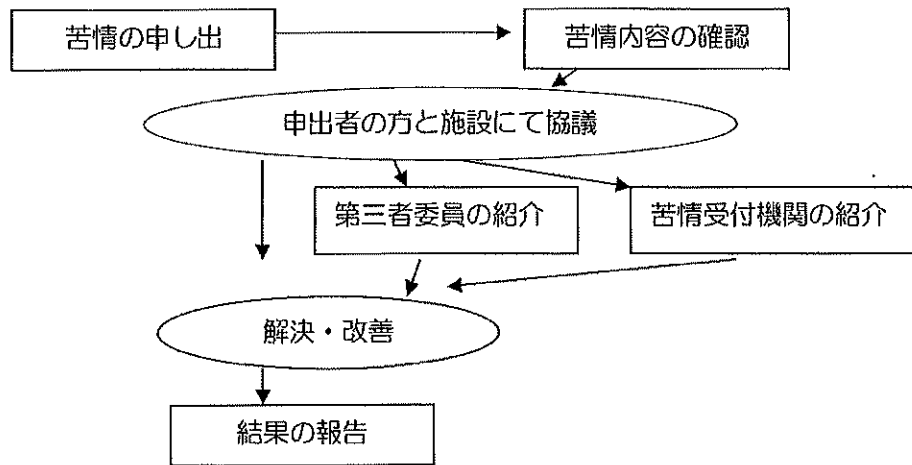 苦情の申し出
苦情内容の確認
申出者の方と施設にて協議
第三者委員の紹介
苦情受付機関の紹介
解決・改善
結果の報告